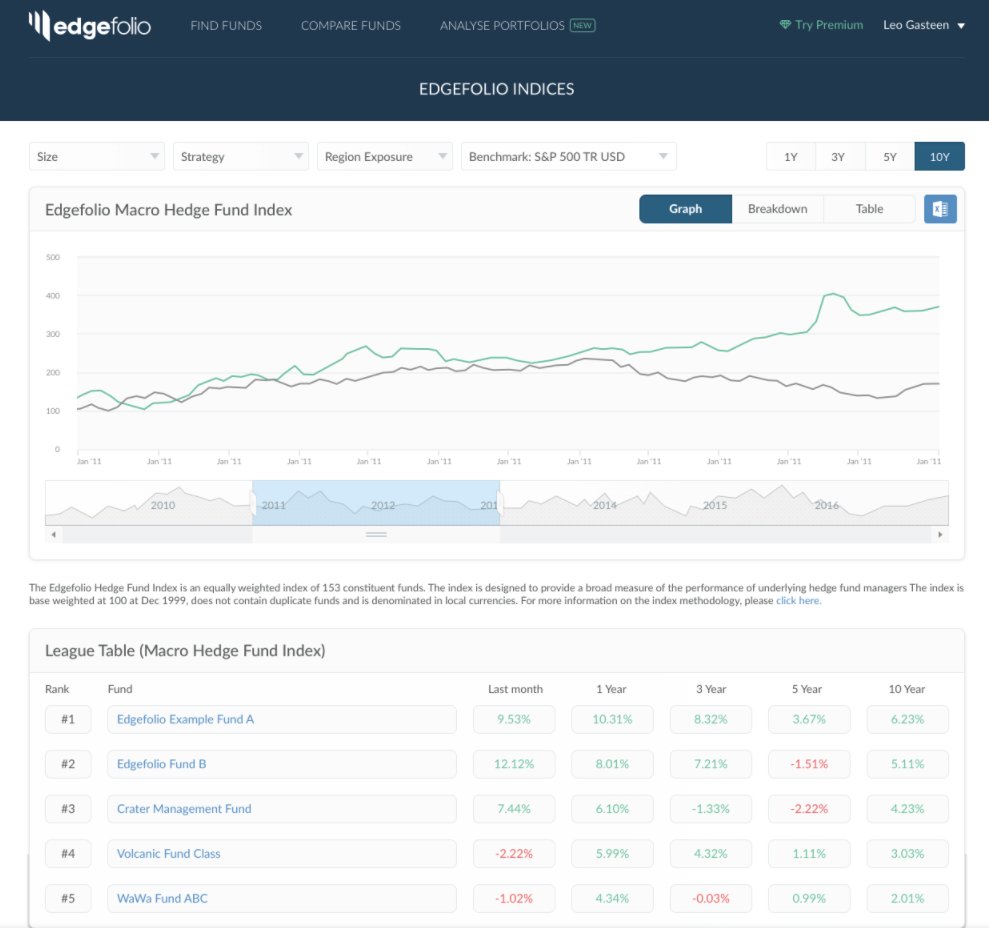 edgefolio FIND FUNDS COMPARE FUNDS ANALYSE PORTFOLIOS NEW Try Premium Leo Gasteen
EDGEFOLIO INDICES
Size Strategy Region Exposure Benchmark: S&P 500 TR USD 1Y 3Y 5Y 10Y
Edgefolio Macro Hedge Fund Index Graph Breakdown Table
500
400
300
200
100
0
Jan '11 Jan '11 Jan '11 Jan '11 Jan '11 Jan '11 Jan '11 Jan '11 Jan '11 Jan '11 Jan '11 Jan '11 Jan '11
2010 2011 2012 201 2014 2015 2016
The Edgefolio Hedge Fund Index is an equally weighted index of 153 constituent funds. The index is designed to provide a broad measure of the performance of underlying hedge fund managers The index is
base weighted at 100 at Dec 1999, does not contain duplicate funds and is denominated in local currencies. For more information on the index methodology, please click here.
League Table (Macro Hedge Fund Index)
Rank Fund Last month 1 Year 3 Year 5 Year 10 Year
#1 Edgefolio Example Fund A 9.53% 10.31% 8.32% 3.67% 6.23%
#2 Edgefolio Fund B 12.12% 8.01% 7.21% -1.51% 5.11%
#3 Crater Management Fund 7.44% 6.10% -1.33% -2.22% 4.23%
#4 Volcanic Fund Class -2.22% 5.99% 4.32% 1.11% 3.03%
#5 WaWa Fund ABC -1.02% 4.34% -0.03% 0.99% 2.01%